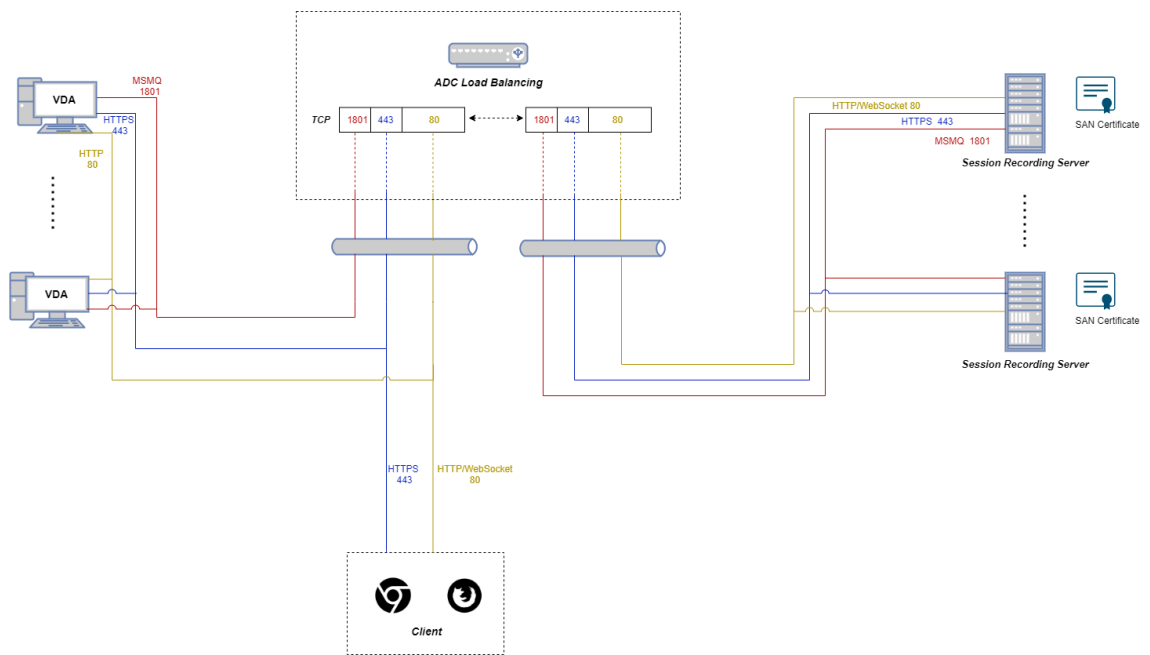 ADC Load Balancing
TCP
1801
443
80
1801
443
80
VDA
MSMQ
1801
HTTPS
443
HTTP
80
VDA
HTTP/WebSocket 80
HTTPS 443
MSMQ 1801
Session Recording Server
SAN Certificate
Session Recording Server
SAN Certificate
HTTPS
443
HTTP/WebSocket
80
Client